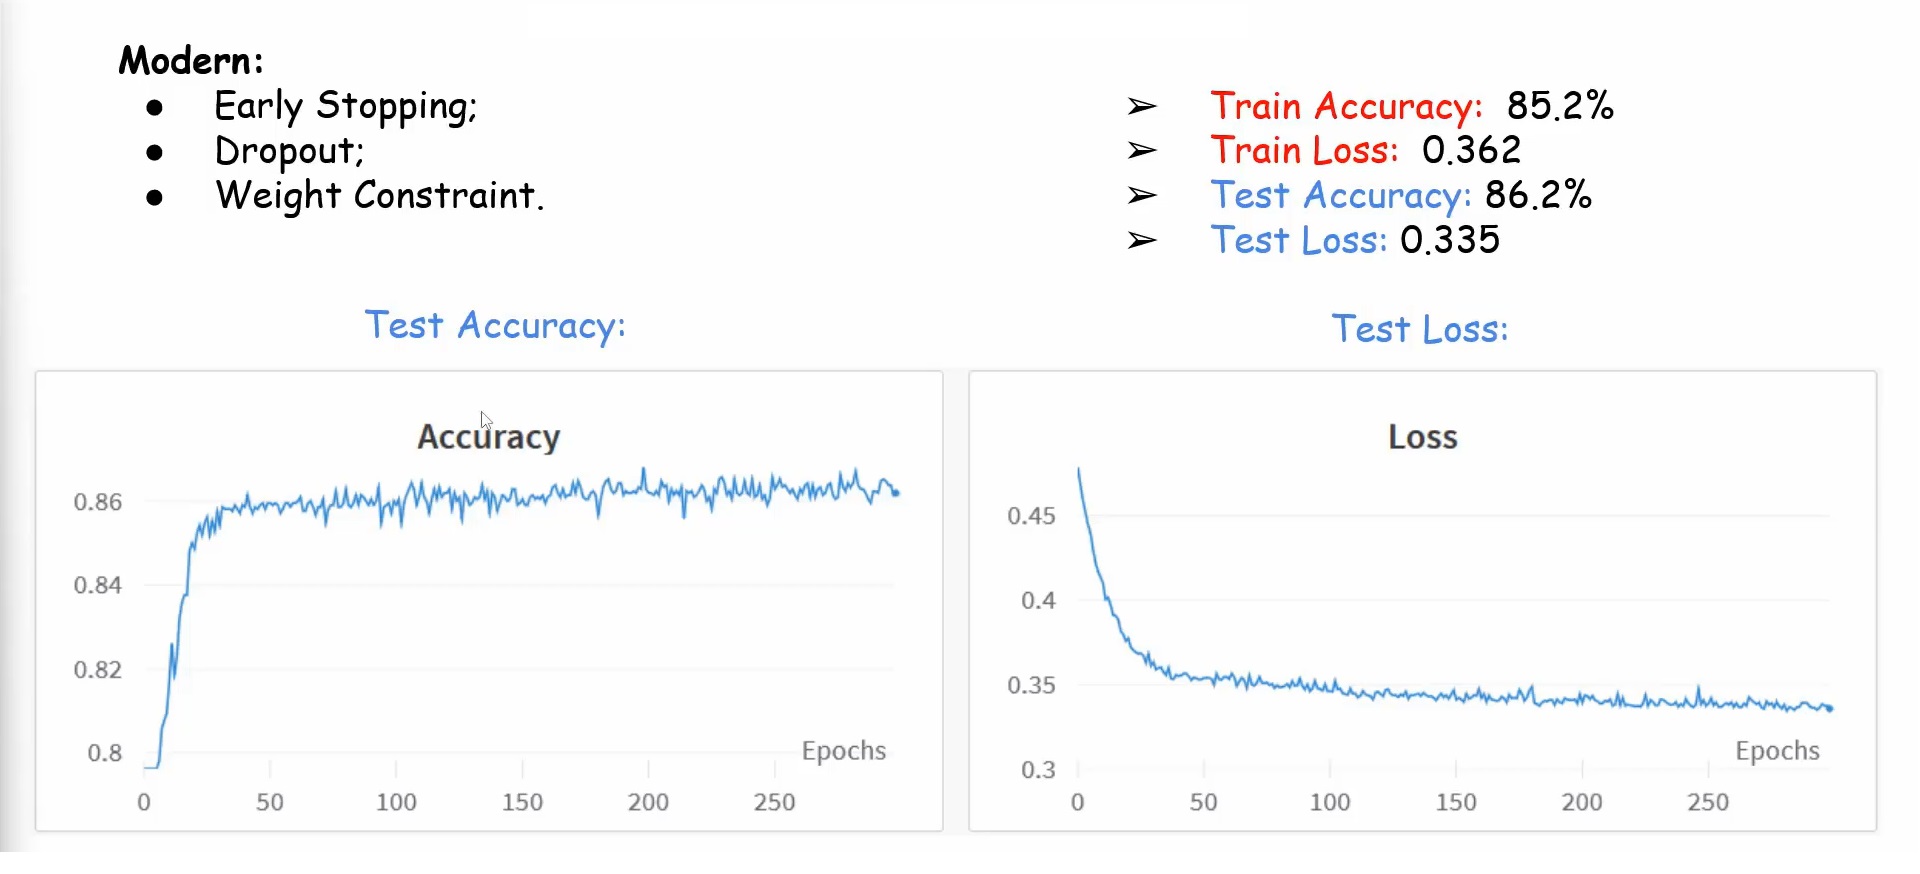 Modern:
● Early Stopping;
● Dropout;
● Weight Constraint.
➢ Train Accuracy: 85.2%
➢ Train Loss: 0.362
➢ Test Accuracy: 86.2%
➢ Test Loss: 0.335
Test Accuracy:
Accuracy
0.86
0.84
0.82
0.8
Epochs
0 50 100 150 200 250
Test Loss:
Loss
0.45
0.4
0.35
0.3
Epochs
0 50 100 150 200 250